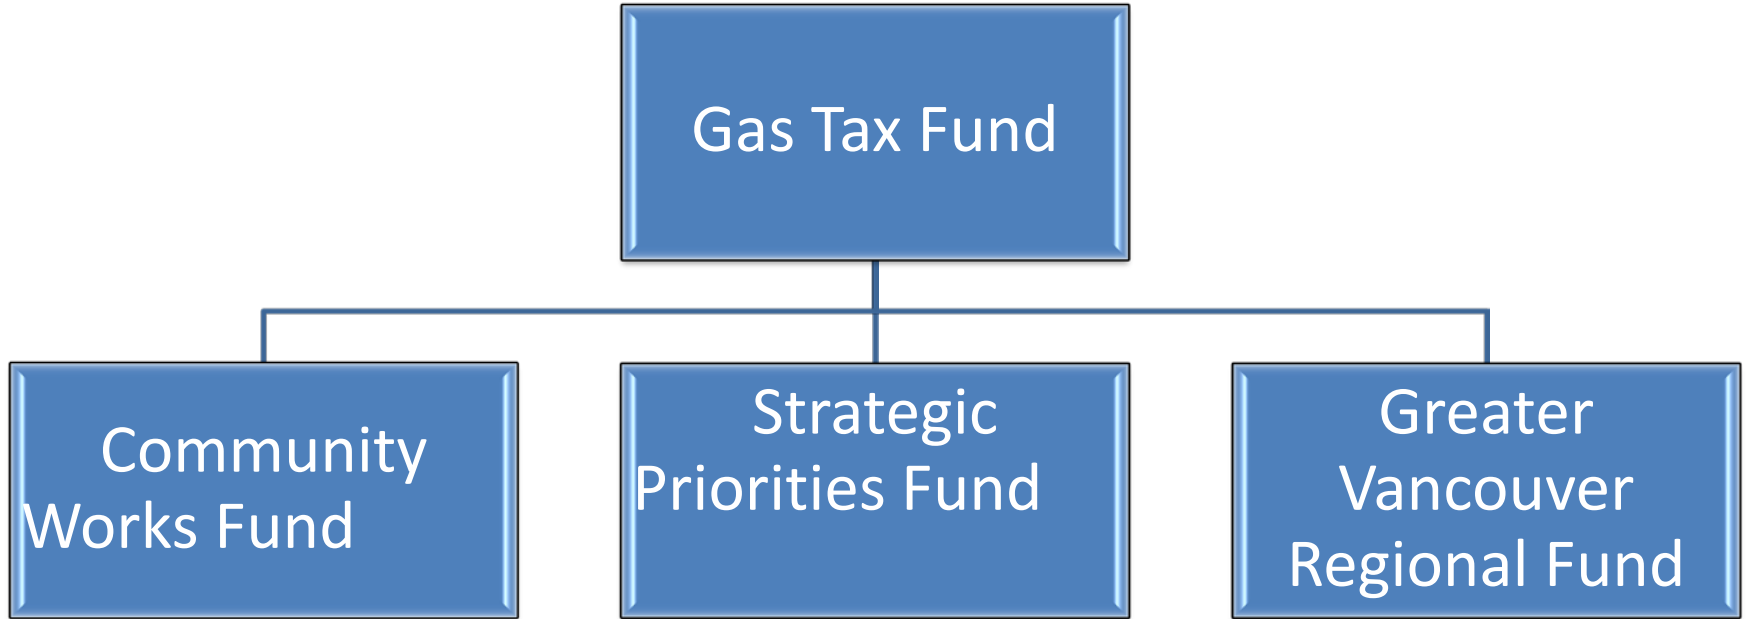 Gas Tax Fund
Community
Works Fund
Strategic
Priorities Fund
Greater
Vancouver
Regional Fund